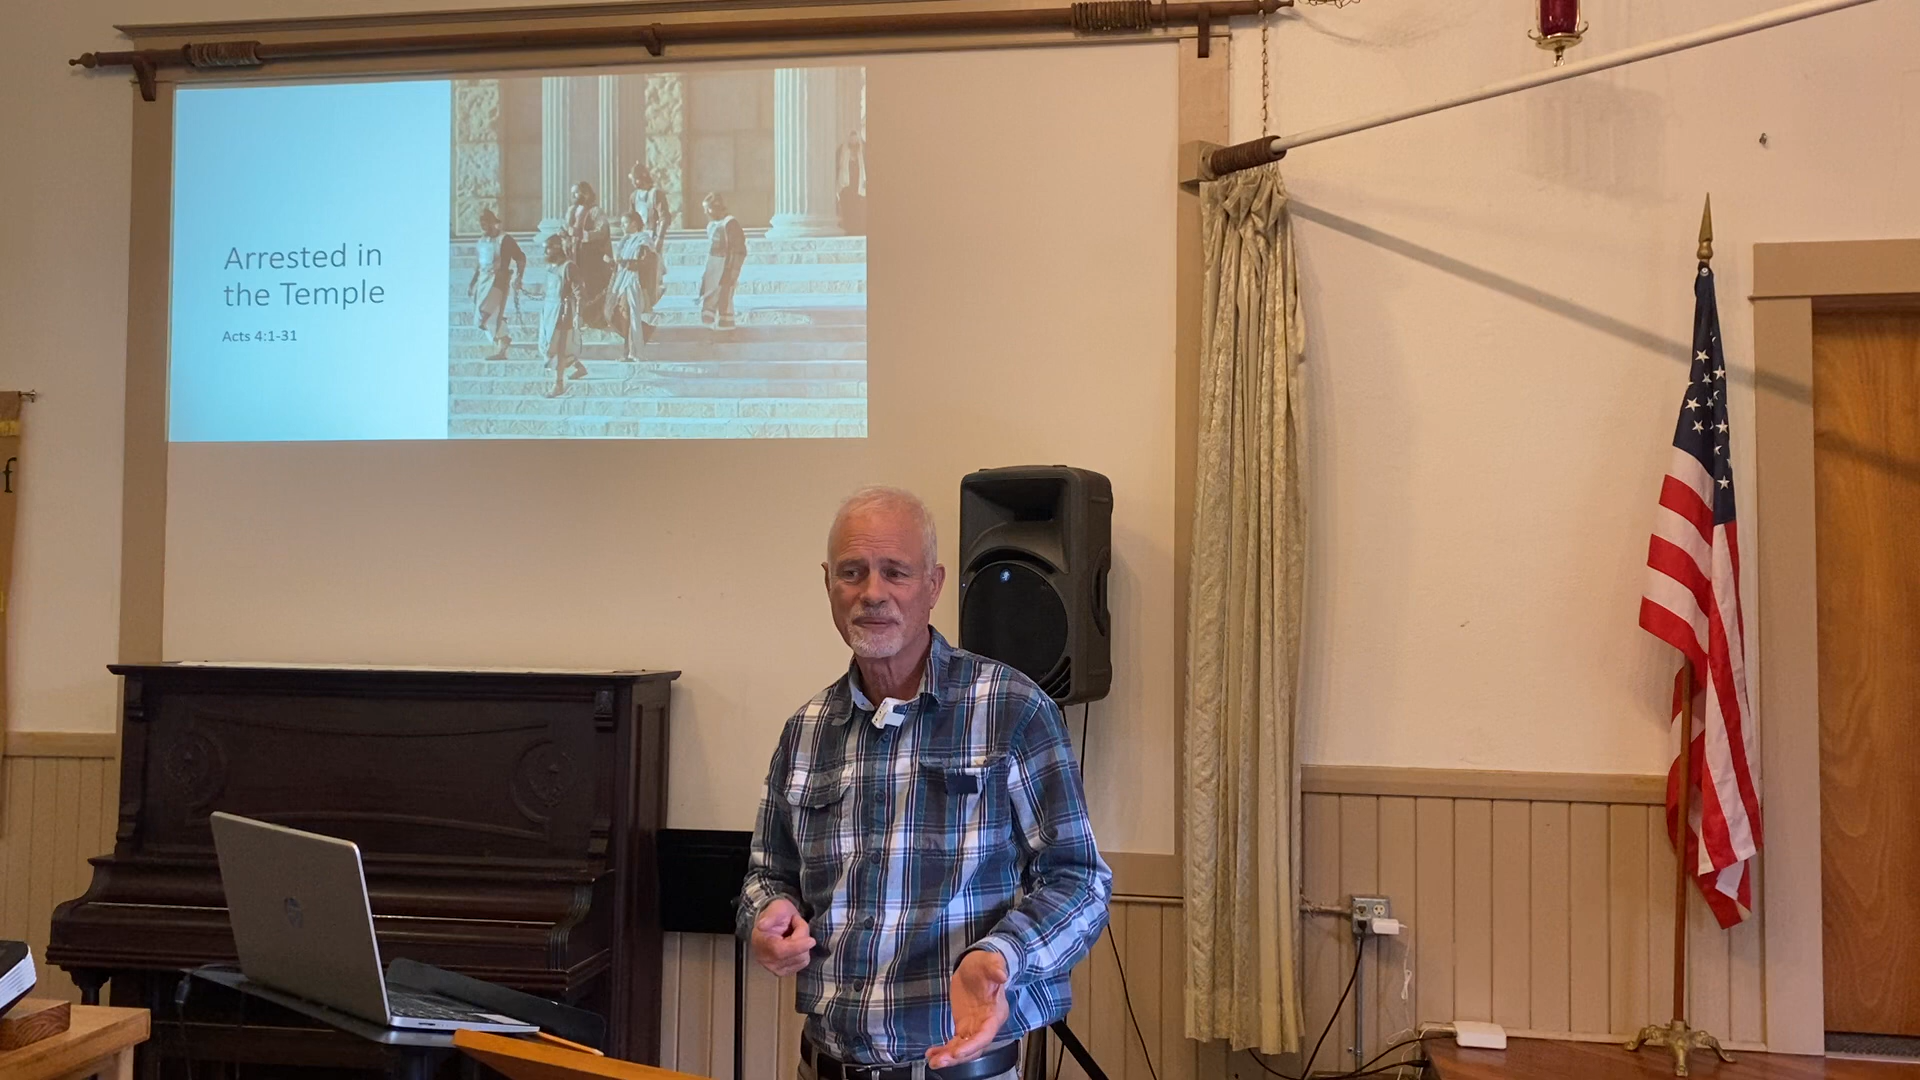 Arrested in
the Temple
Acts 4:1-31
f